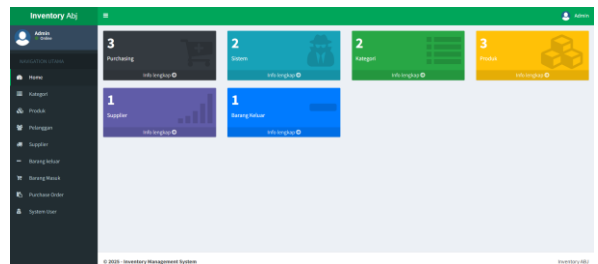 Inventory Abj
Admin
Admin
Online
Home
Kategori
Produk
Pelanggan
Supplier
Barang Keluar
Barang Masuk
Purchase Order
System User
3
Purchasing
Info lengkap
2
Sistem
Info lengkap
2
Kategori
Info lengkap
3
Produk
Info lengkap
1
Supplier
Info lengkap
1
Barang Keluar
Info lengkap
© 2025 - Inventory Management System
Inventory ABJ